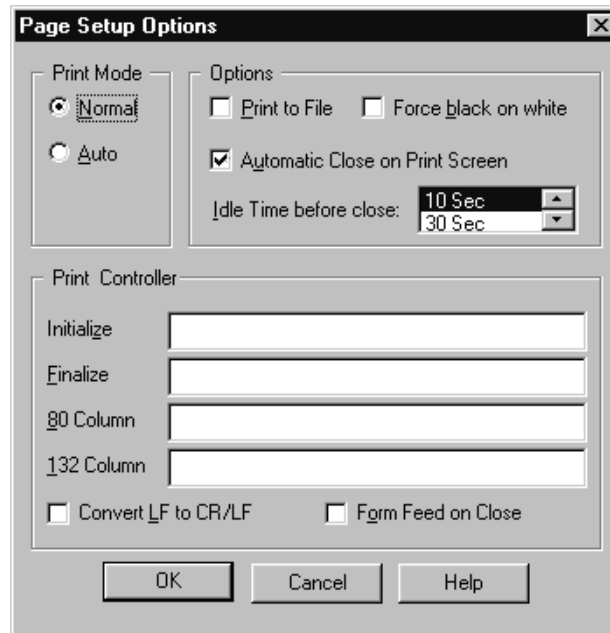 Page Setup Options
Print Mode
Normal
Auto
Options
Print to File
Force black on white
Automatic Close on Print Screen
Idle Time before close:
10 Sec
30 Sec
Print Controller
Initialize
Finalize
80 Column
132 Column
Convert LF to CR/LF
Form Feed on Close
OK
Cancel
Help